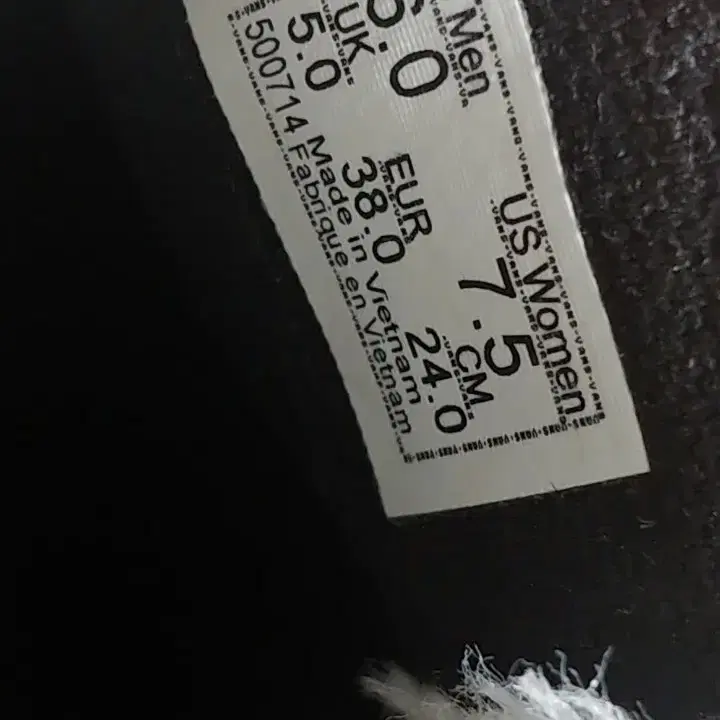 Men
US Women
6.0
7.5
UK
EUR
CM
5.0
38.0
24.0
500714
Made in Vietnam
Fabrique en Vietnam